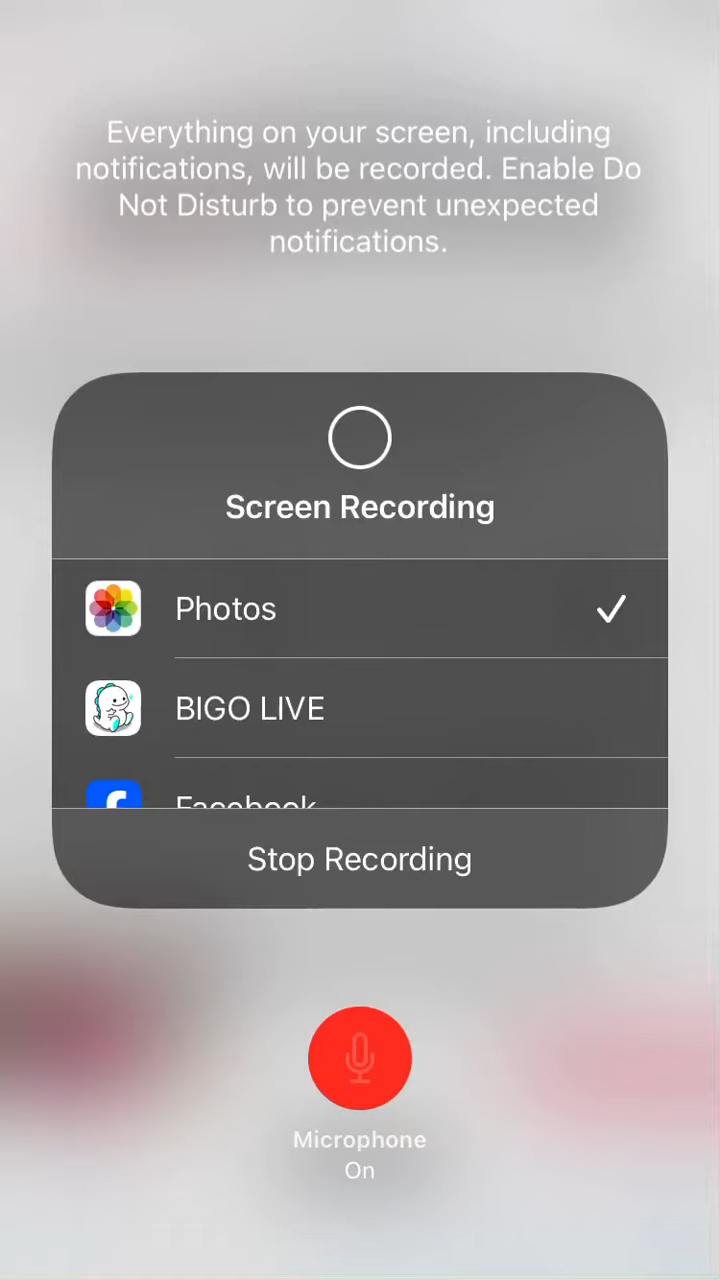 Everything on your screen, including
notifications, will be recorded. Enable Do
Not Disturb to prevent unexpected
notifications.
Screen Recording
Photos
BIGO LIVE
Facebook
Stop Recording
Microphone
On